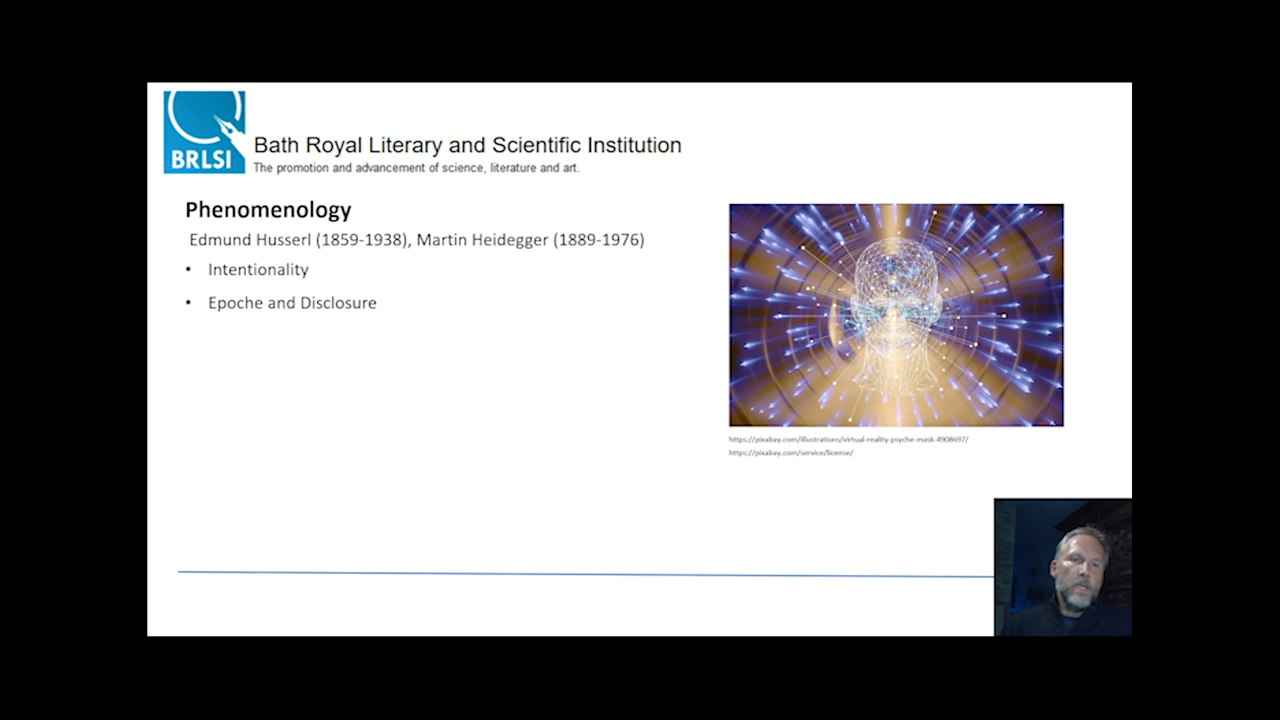 BRLSI
Bath Royal Literary and Scientific Institution
The promotion and advancement of science, literature and art.
Phenomenology
Edmund Husserl (1859-1938), Martin Heidegger (1889-1976)
• Intentionality
• Epoche and Disclosure
https://pixabay.com/illustrations/virtual-reality-psyche-mask-4908697/
https://pixabay.com/service/license/